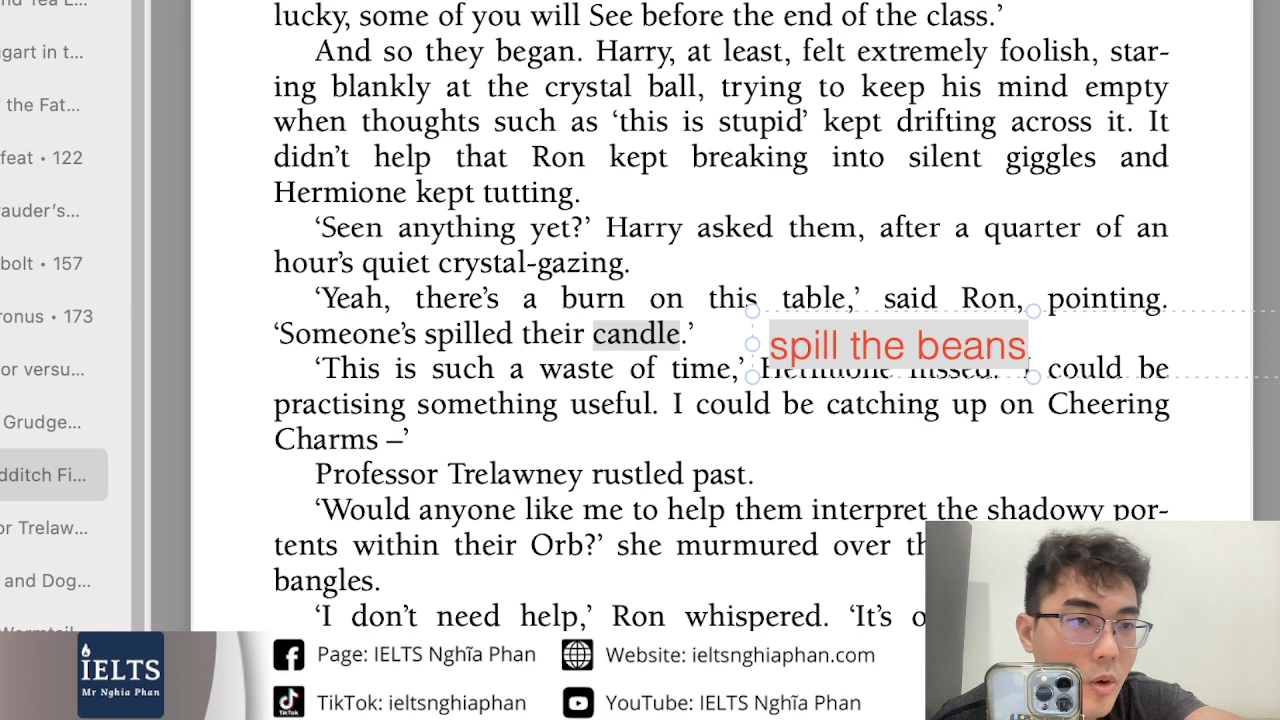 lucky, some of you will See before the end of the class.’
And so they began. Harry, at least, felt extremely foolish, star-
ing blankly at the crystal ball, trying to keep his mind empty
when thoughts such as ‘this is stupid’ kept drifting across it. It
didn’t help that Ron kept breaking into silent giggles and
Hermione kept tutting.
‘Seen anything yet?’ Harry asked them, after a quarter of an
hour’s quiet crystal-gazing.
‘Yeah, there’s a burn on this table,’ said Ron, pointing.
‘Someone’s spilled their candle.’
spill the beans
‘This is such a waste of time,’ Hermione hissed. ‘I could be
practising something useful. I could be catching up on Cheering
Charms –’
Professor Trelawney rustled past.
‘Would anyone like me to help them interpret the shadowy por-
tents within their Orb?’ she murmured over
bangles.
‘I don’t need help,’ Ron whispered. ‘It’s
ggart in t...
the Fat...
feat • 122
auder’s...
bolt • 157
ronus • 173
or versu...
Grudge...
dditch Fi...
or Trelaw...
and Dog...
IELTS
Mr Nghia Phan
Page: IELTS Nghĩa Phan
Website: ieltsnghiaphan.com
TikTok
TikTok: ieltsnghiaphan
YouTube: IELTS Nghĩa Phan